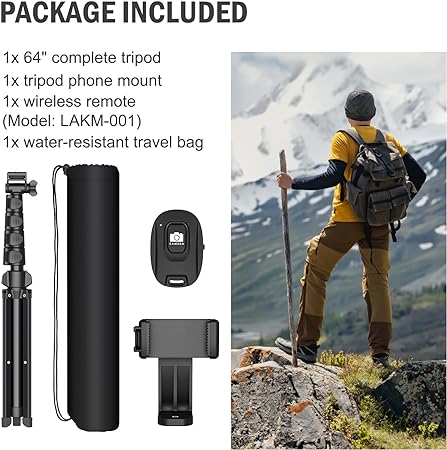 PACKAGE INCLUDED
1x 64" complete tripod
1x tripod phone mount
1x wireless remote
(Model: LAKM-001)
1x water-resistant travel bag
CAMERA